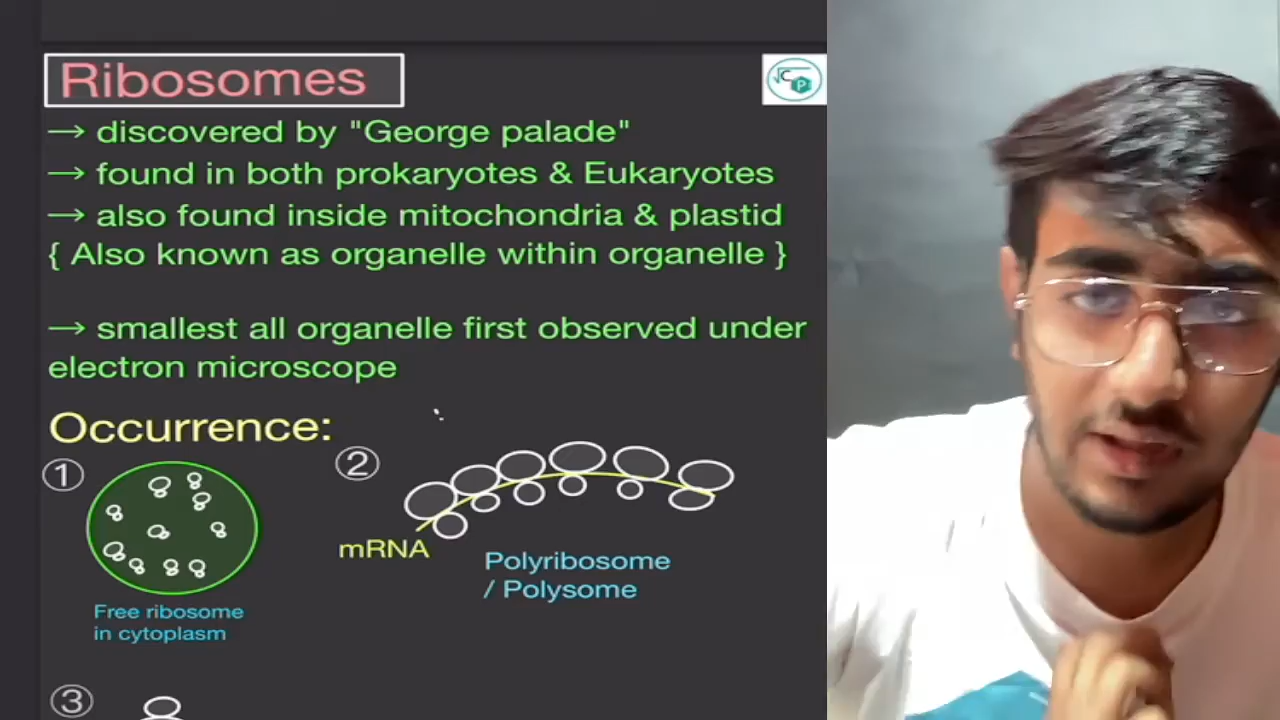 Ribosomes
√C P
→ discovered by "George palade"
→ found in both prokaryotes & Eukaryotes
→ also found inside mitochondria & plastid
{ Also known as organelle within organelle }
→ smallest all organelle first observed under
electron microscope
Occurrence:
①
②
mRNA
Polyribosome
/ Polysome
Free ribosome
in cytoplasm
③